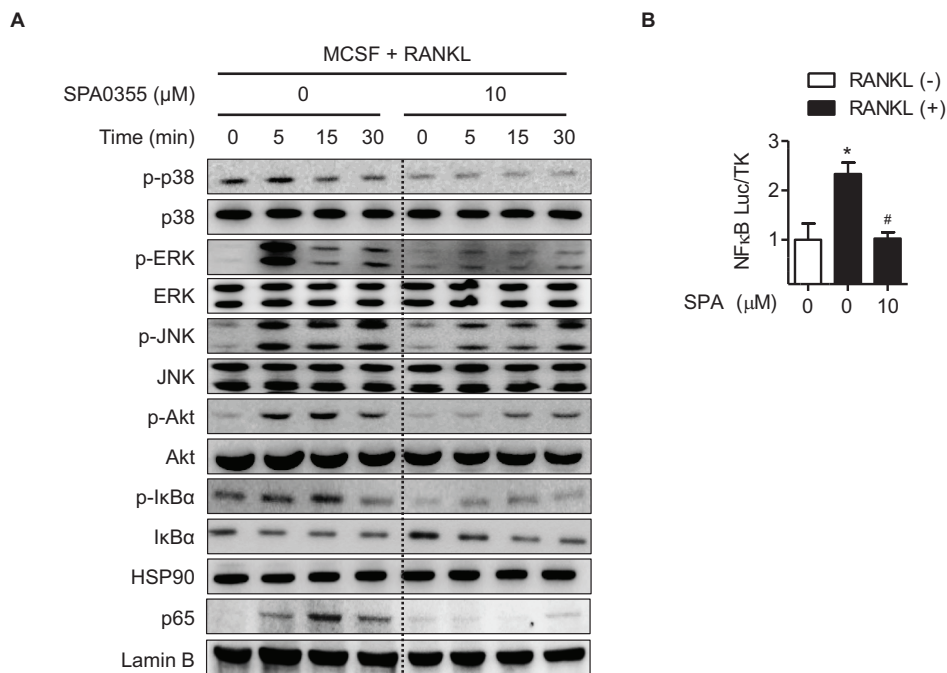 A
MCSF + RANKL
SPA0355 (μM) 0 10
Time (min) 0 5 15 30 0 5 15 30
p-p38
p38
p-ERK
ERK
p-JNK
JNK
p-Akt
Akt
p-IκBα
IκBα
HSP90
p65
Lamin B
B
RANKL (-)
RANKL (+)
NFκB Luc/TK
3
2
1
*
#
SPA (μM) 0 0 10